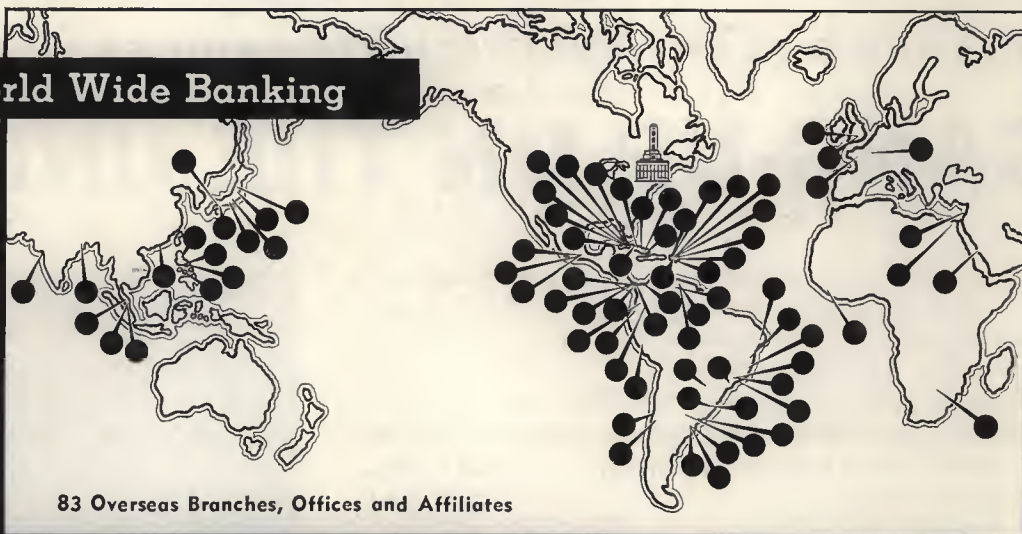 rld Wide Banking
83 Overseas Branches, Offices and Affiliates